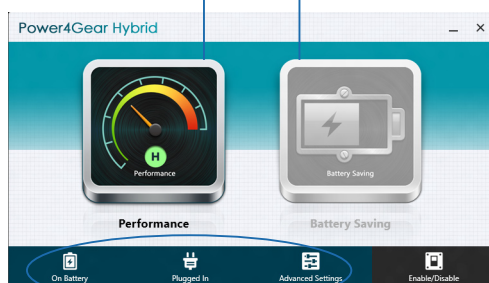 Power4Gear Hybrid
H
Performance
Battery Saving
Performance
Battery Saving
On Battery
Plugged In
Advanced Settings
Enable/Disable